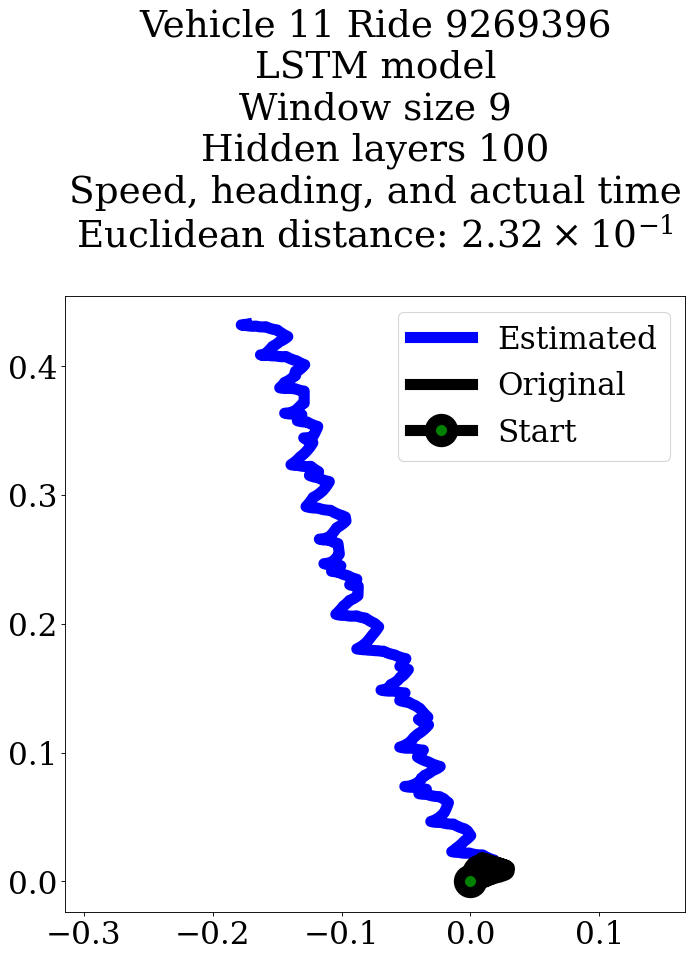 Vehicle 11 Ride 9269396
LSTM model
Window size 9
Hidden layers 100
Speed, heading, and actual time
Euclidean distance: 2.32 × 10⁻¹
Estimated
Original
Start
0.4
0.3
0.2
0.1
0.0
−0.3 −0.2 −0.1 0.0 0.1